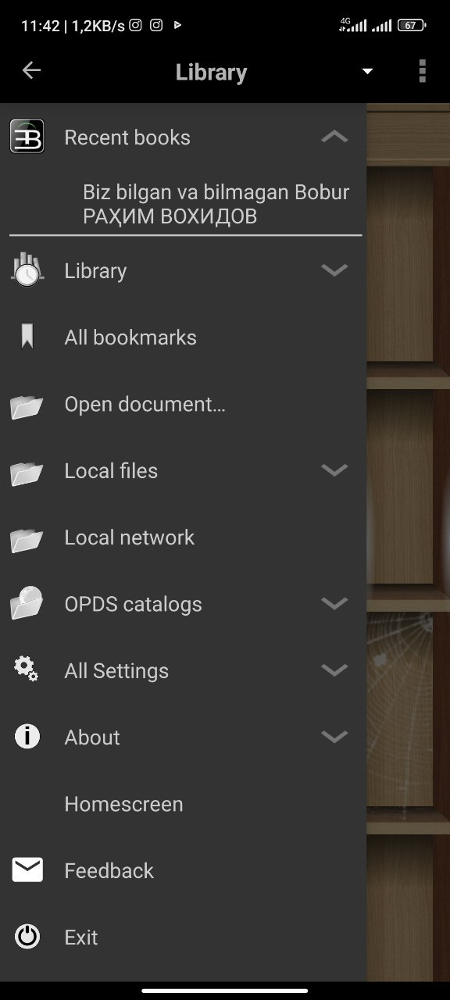 11:42 | 1,2KB/s
4G
67
Library
Recent books
Biz bilgan va bilmagan Bobur
РАҲИМ ВОХИДОВ
Library
All bookmarks
Open document...
Local files
Local network
OPDS catalogs
All Settings
About
Homescreen
Feedback
Exit